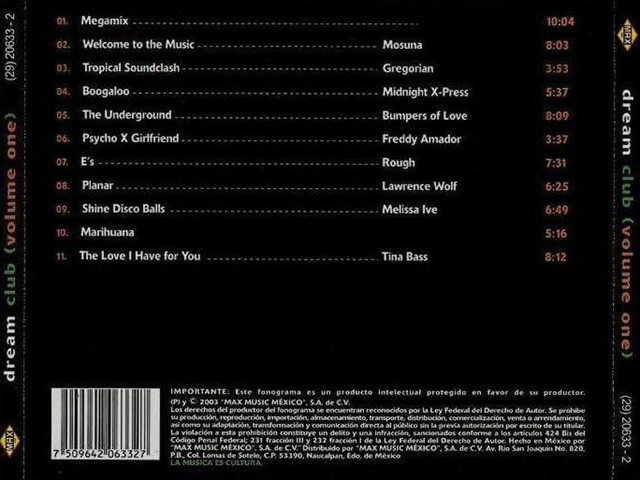 (29) 20633 - 2
dream club (volume one)
MAX
01. Megamix 10:04
02. Welcome to the Music Mosuna 8:03
03. Tropical Soundclash Gregorian 3:53
04. Boogaloo Midnight X-Press 5:37
05. The Underground Bumpers of Love 8:09
06. Psycho X Girlfriend Freddy Amador 3:37
07. E's Rough 7:31
08. Planar Lawrence Wolf 6:25
09. Shine Disco Balls Melissa Ive 6:49
10. Marihuana 5:16
11. The Love I Have for You Tina Bass 8:12
7 509642 063327
IMPORTANTE: Este fonograma es un producto intelectual protegido en favor de su productor.
(P) y © 2003 "MAX MUSIC MÉXICO", S.A. de C.V.
Los derechos del productor del fonograma se encuentran reconocidos por la Ley Federal del Derecho de Autor. Se prohibe
su producción, reproducción, importación, almacenamiento, transporte, distribución, comercialización, venta o arrendamiento,
así como su adaptación, transformación y comunicación directa al público sin la previa autorización por escrito de su titular.
La violación a esta prohibición constituye un delito y una infracción, sancionados conforme a los artículos 424 Bis del
Código Penal Federal; 231 fracción III y 232 fracción I de la Ley Federal del Derecho de Autor. Hecho en México por
"MAX MUSIC MÉXICO", S.A. de C.V. Distribuido por "MAX MUSIC MÉXICO", S.A. de C.V. Av. Río San Joaquín No. 820,
P.B., Col. Lomas de Sotelo, C.P. 53390, Naucalpan, Edo. de México
LA MUSICA ES CULTURA.
MAX
dream club (volume one)
(29) 20633 - 2